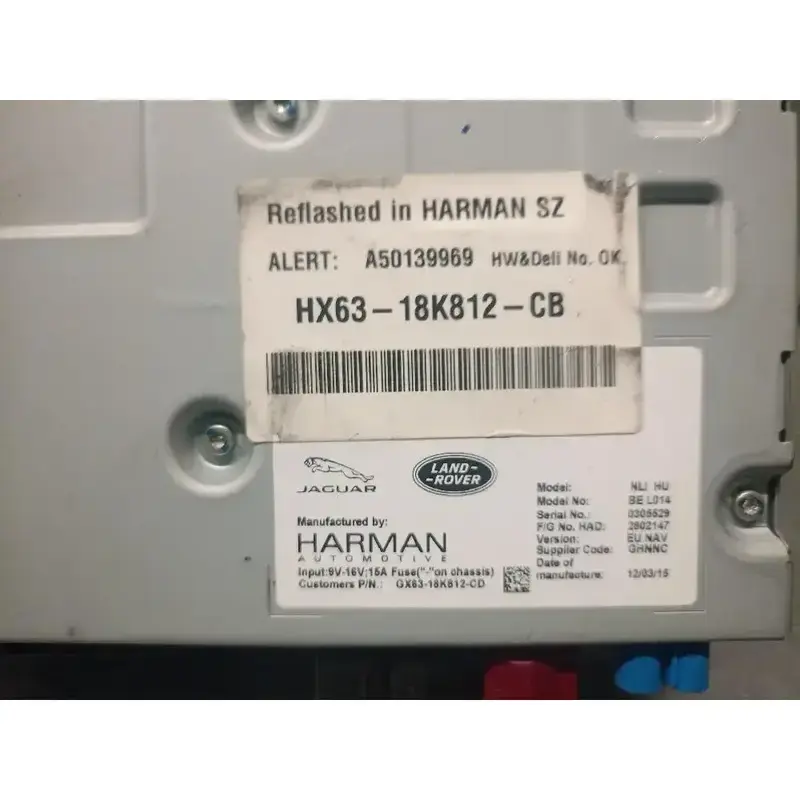 Reflashed in HARMAN SZ
ALERT: A50139969 HW&Deli No. OK.
HX63-18K812-CB
JAGUAR
LAND-
-ROVER
Manufactured by:
HARMAN
AUTOMOTIVE
Input:9V-16V;15A Fuse("-"on chassis)
Customers P/N.: GX63-18K812-CD
Model: NLI HU
Model No: BE L014
Serial No.: 0305529
F/G No. HAD: 2802147
Version: EU NAV
Supplier Code: GHNNC
Date of
manufacture: 12/03/15